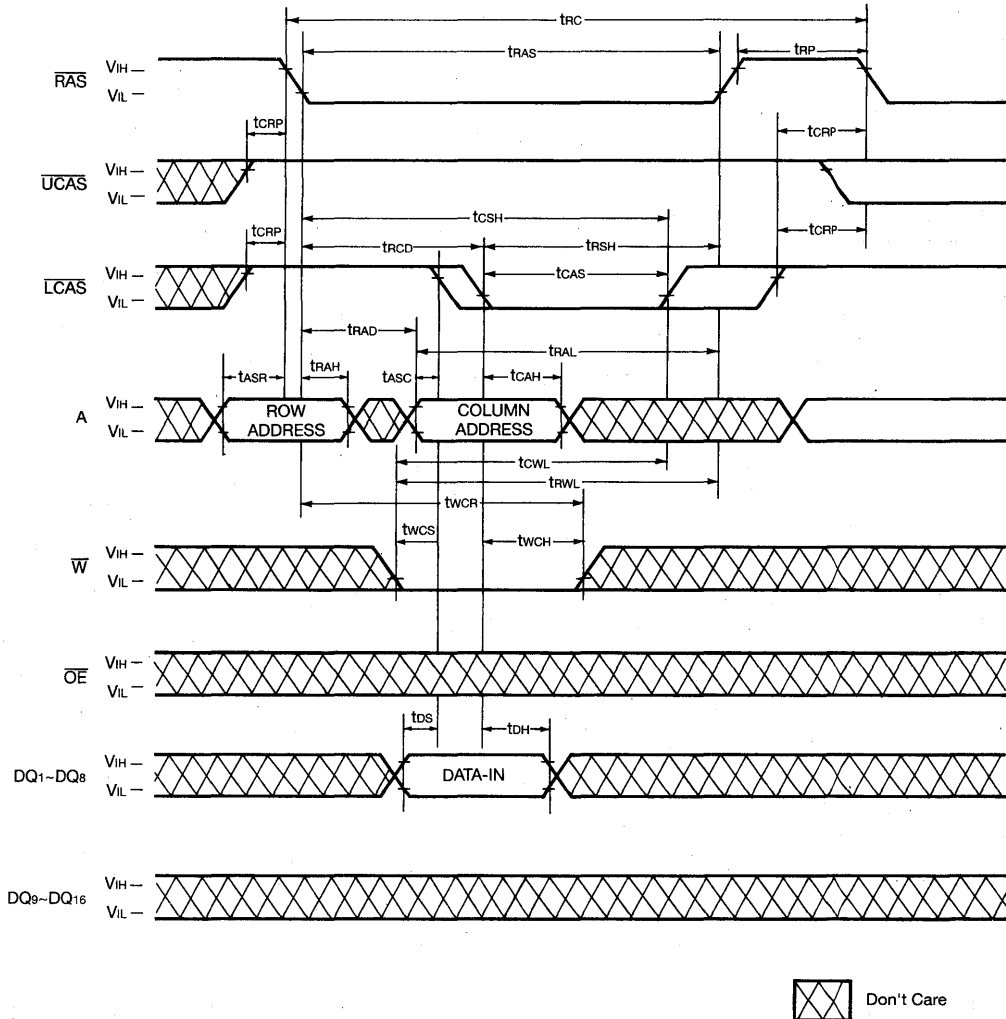 tRC
tRAS
tRP
RAS
VIH
VIL
tCRP
tCRP
UCAS
VIH
VIL
tCSH
tCRP
tRCD
tRSH
tCRP
LCAS
VIH
VIL
tCAS
tRAD
tRAL
tASR
tRAH
tASC
tCAH
A
VIH
VIL
ROW
ADDRESS
COLUMN
ADDRESS
tCWL
tRWL
tWCR
tWCS
tWCH
W
VIH
VIL
OE
VIH
VIL
tDS
tDH
DQ1~DQ8
VIH
VIL
DATA-IN
DQ9~DQ16
VIH
VIL
Don't Care